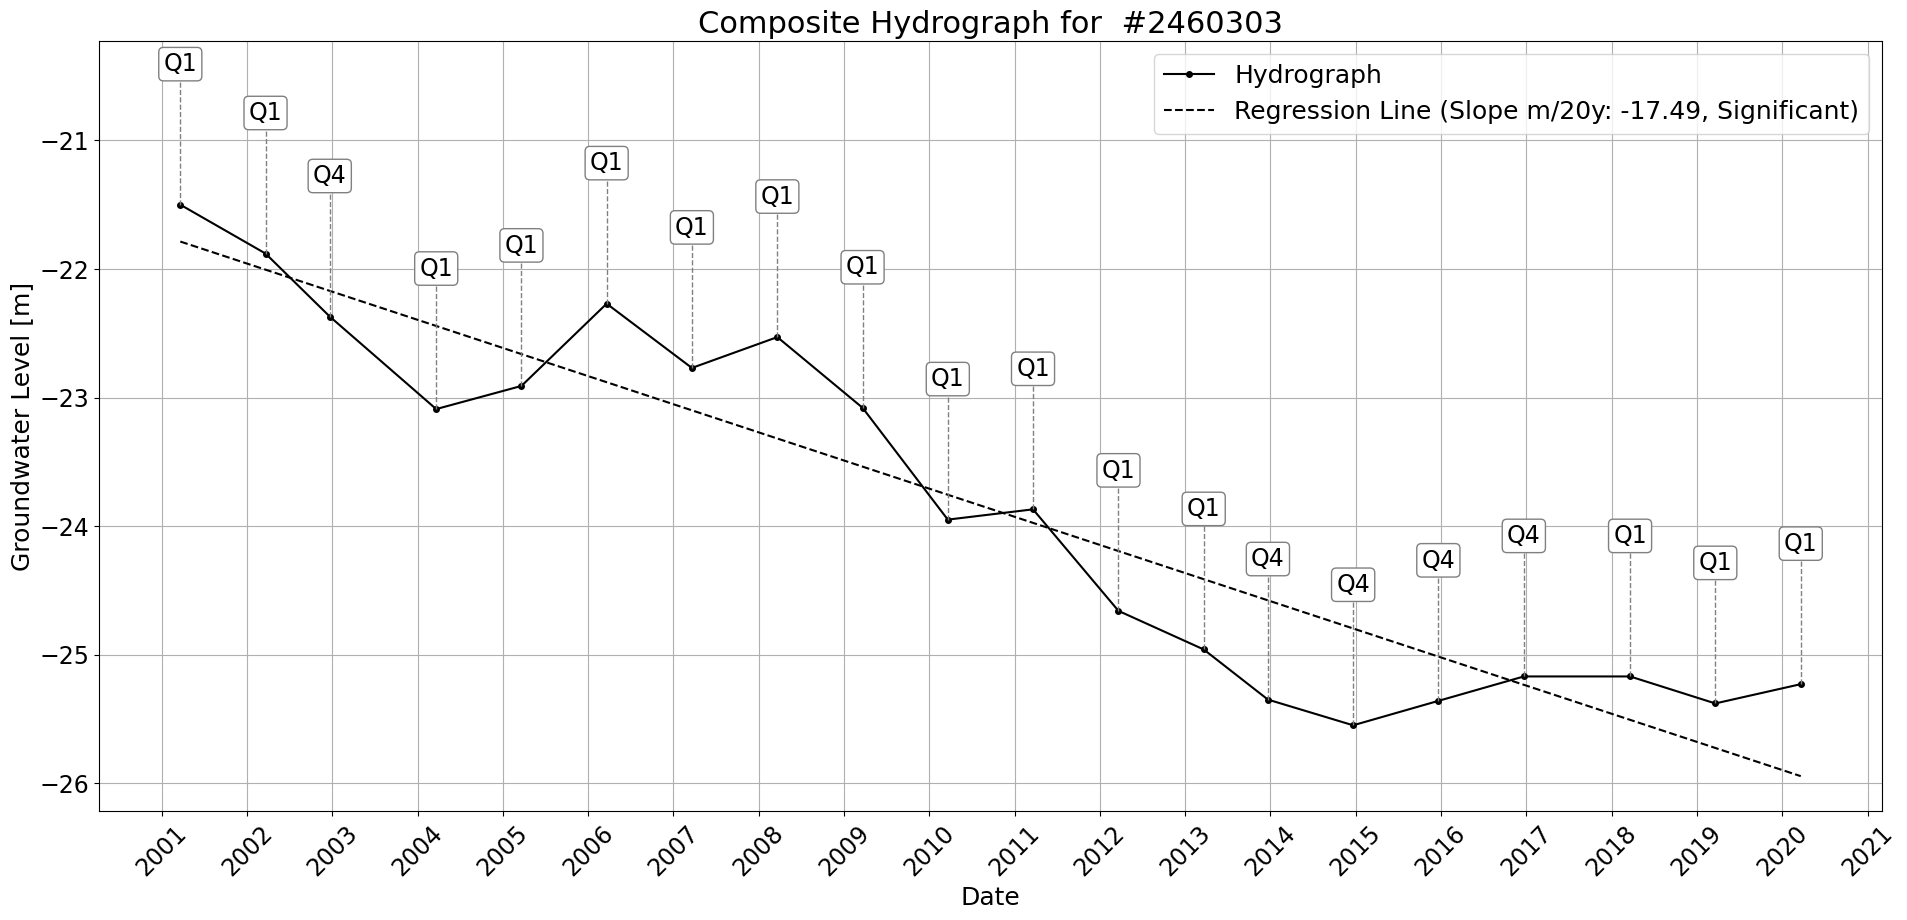 Composite Hydrograph for  #2460303
Hydrograph
Regression Line (Slope m/20y: -17.49, Significant)
Q1
Q1
Q4
Q1
Q1
Q1
Q1
Q1
Q1
Q1
Q1
Q1
Q1
Q4
Q4
Q4
Q4
Q1
Q1
Q1
Groundwater Level [m]
−21
−22
−23
−24
−25
−26
2001
2002
2003
2004
2005
2006
2007
2008
2009
2010
2011
2012
2013
2014
2015
2016
2017
2018
2019
2020
2021
Date